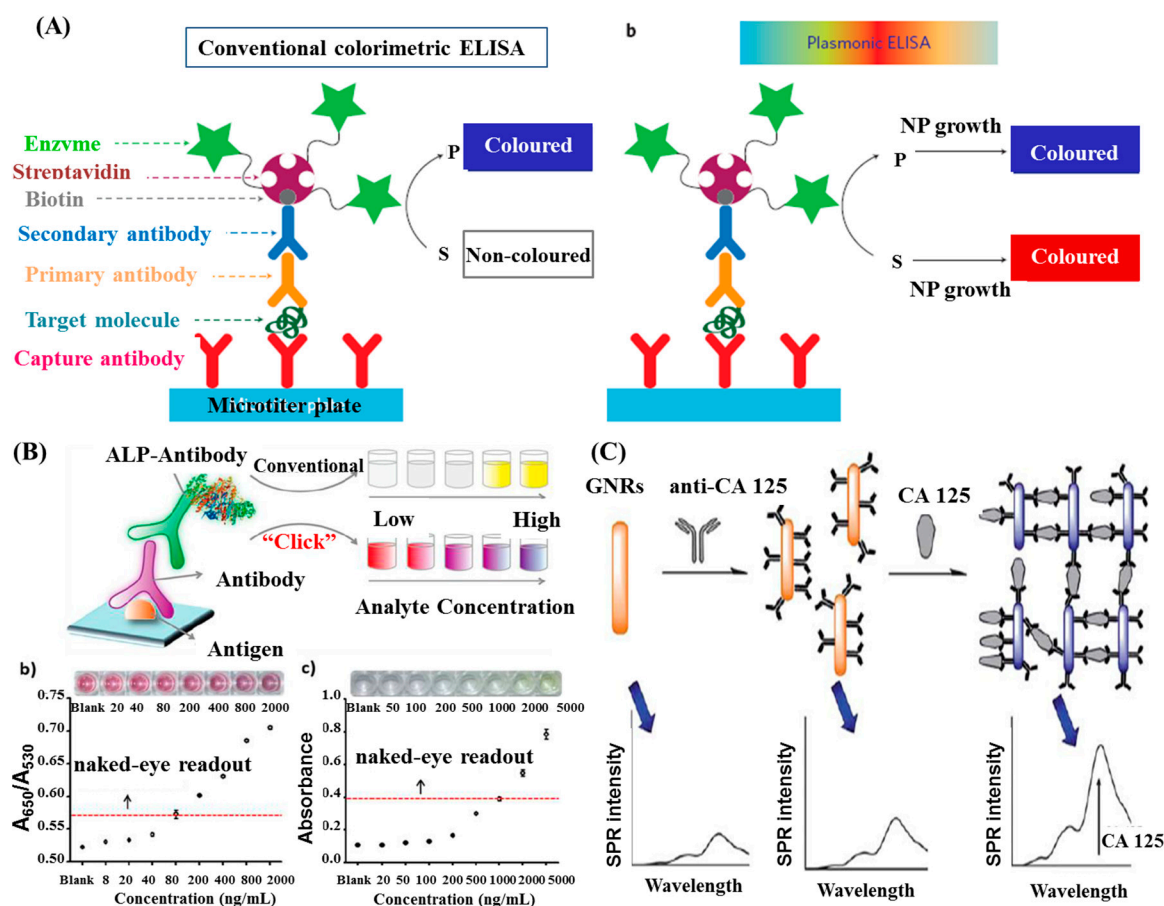 (A)
Conventional colorimetric ELISA
Enzyme
Streptavidin
Biotin
Secondary antibody
Primary antibody
Target molecule
Capture antibody
P
Coloured
S
Non-coloured
Microtiter plate
b
Plasmonic ELISA
NP growth
P
Coloured
S
Coloured
NP growth
(B)
ALP-Antibody
Conventional
Low
High
"Click"
Antibody
Analyte Concentration
Antigen
b)
Blank 20 40 80 200 400 800 2000
0.75
0.70
0.65
0.60
0.55
0.50
A650/A530
naked-eye readout
Blank 8 20 40 80 200 400 800 2000
Concentration (ng/mL)
c)
Blank 50 100 200 500 1000 2000 5000
1.0
0.8
0.6
0.4
0.2
0.0
Absorbance
naked-eye readout
Blank 20 50 100 200 500 1000 2000 5000
Concentration (ng/mL)
(C)
GNRs
anti-CA 125
CA 125
SPR intensity
Wavelength
SPR intensity
Wavelength
SPR intensity
CA 125
Wavelength